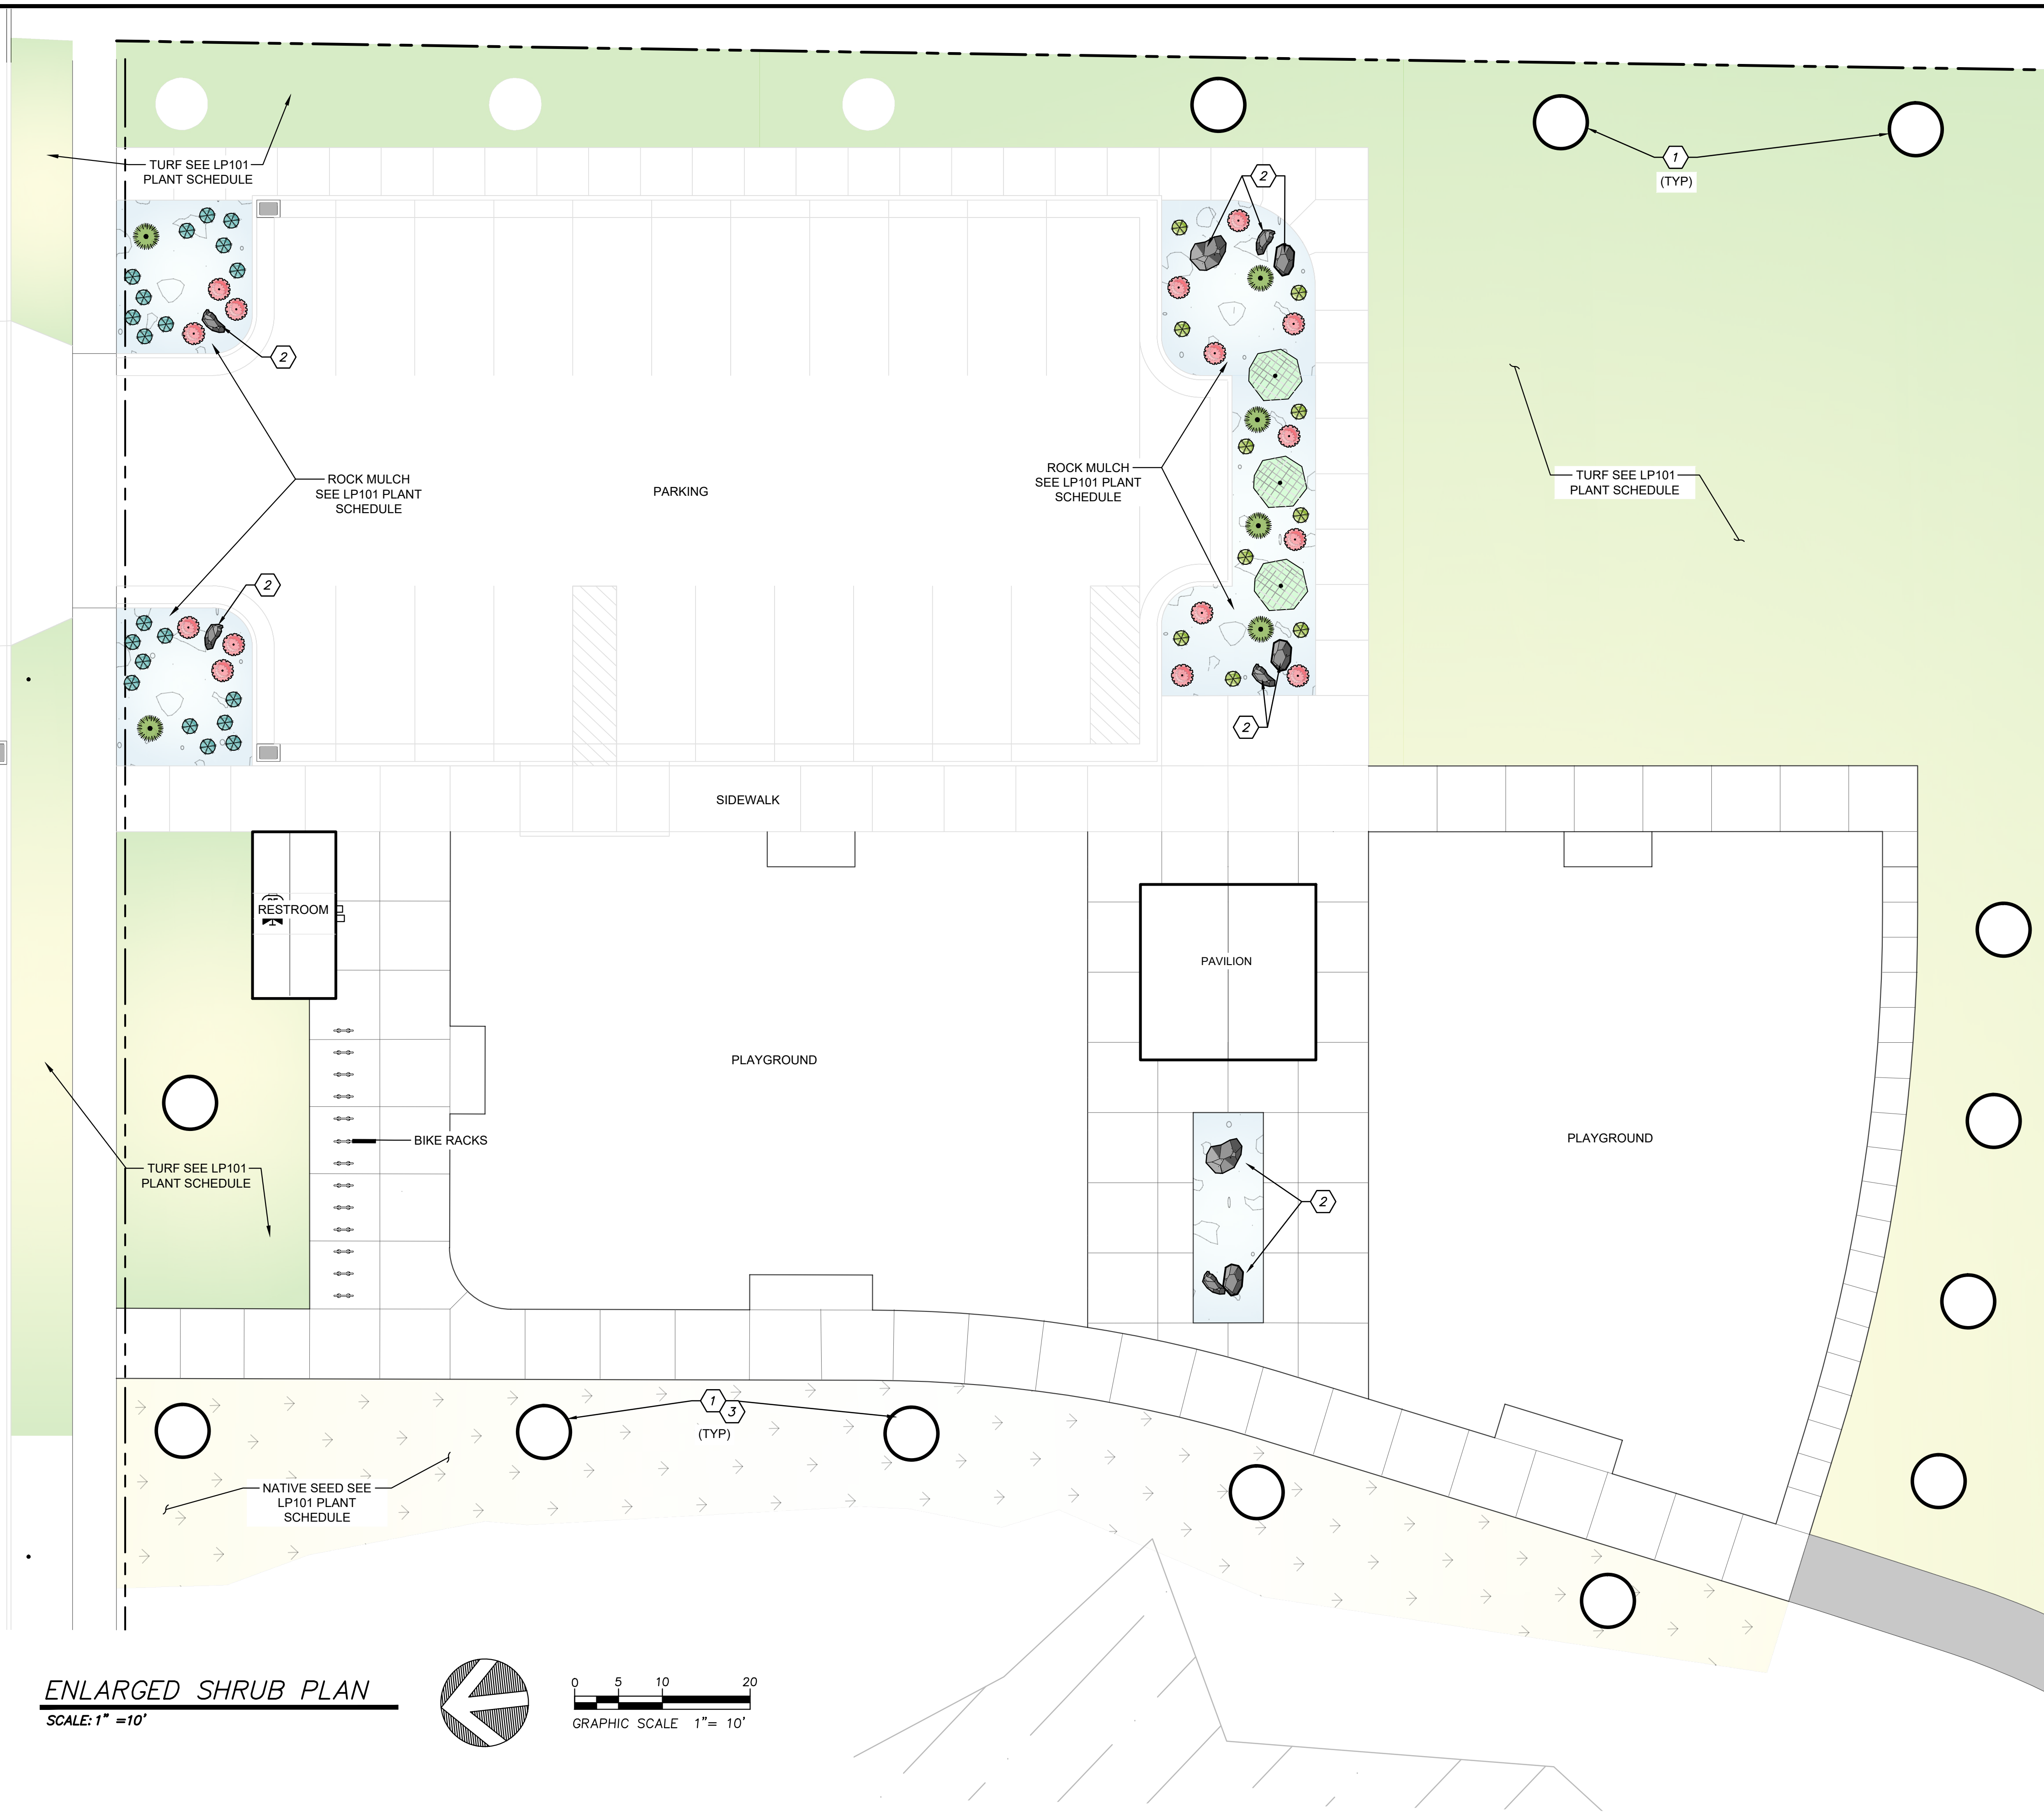 TURF SEE LP101
PLANT SCHEDULE
1
(TYP)
2
2
ROCK MULCH
SEE LP101 PLANT
SCHEDULE
PARKING
ROCK MULCH
SEE LP101 PLANT
SCHEDULE
TURF SEE LP101
PLANT SCHEDULE
2
2
SIDEWALK
RESTROOM
PAVILION
PLAYGROUND
BIKE RACKS
PLAYGROUND
TURF SEE LP101
PLANT SCHEDULE
2
1
3
(TYP)
NATIVE SEED SEE
LP101 PLANT
SCHEDULE
ENLARGED SHRUB PLAN
SCALE: 1" =10'
0 5 10 20
GRAPHIC SCALE 1"= 10'